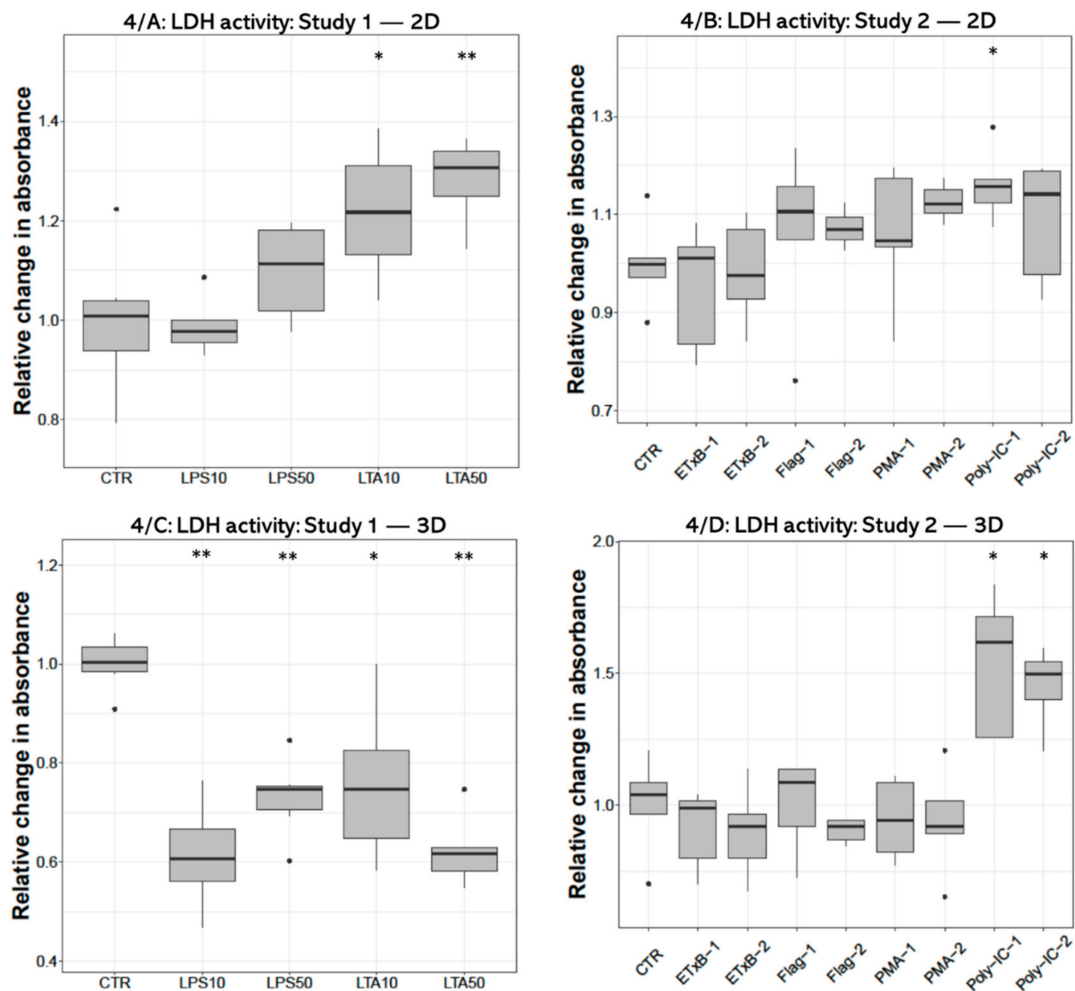 4/A: LDH activity: Study 1 — 2D
Relative change in absorbance
1.4
1.2
1.0
0.8
* **
CTR LPS10 LPS50 LTA10 LTA50
4/B: LDH activity: Study 2 — 2D
Relative change in absorbance
1.3
1.1
0.9
0.7
*
CTR ETxB-1 ETxB-2 Flag-1 Flag-2 PMA-1 PMA-2 Poly-IC-1 Poly-IC-2
4/C: LDH activity: Study 1 — 3D
Relative change in absorbance
1.2
1.0
0.8
0.6
0.4
** ** * **
CTR LPS10 LPS50 LTA10 LTA50
4/D: LDH activity: Study 2 — 3D
Relative change in absorbance
2.0
1.5
1.0
* *
CTR ETxB-1 ETxB-2 Flag-1 Flag-2 PMA-1 PMA-2 Poly-IC-1 Poly-IC-2